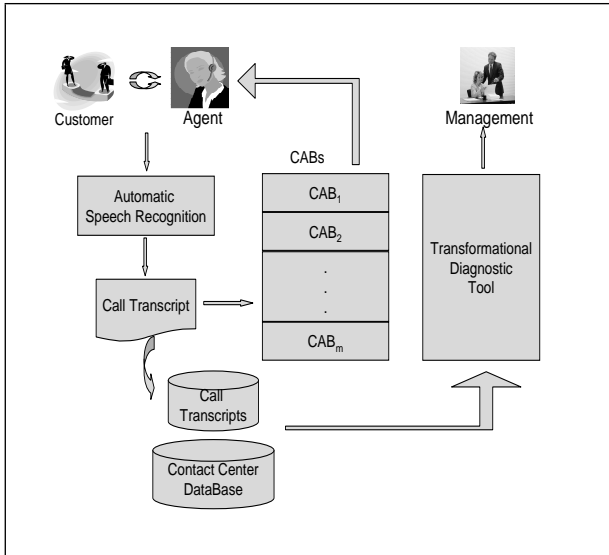 Customer
Agent
Management
CABs
Automatic
Speech Recognition
CAB1
CAB2
.
.
.
CABm
Transformational
Diagnostic
Tool
Call Transcript
Call
Transcripts
Contact Center
DataBase